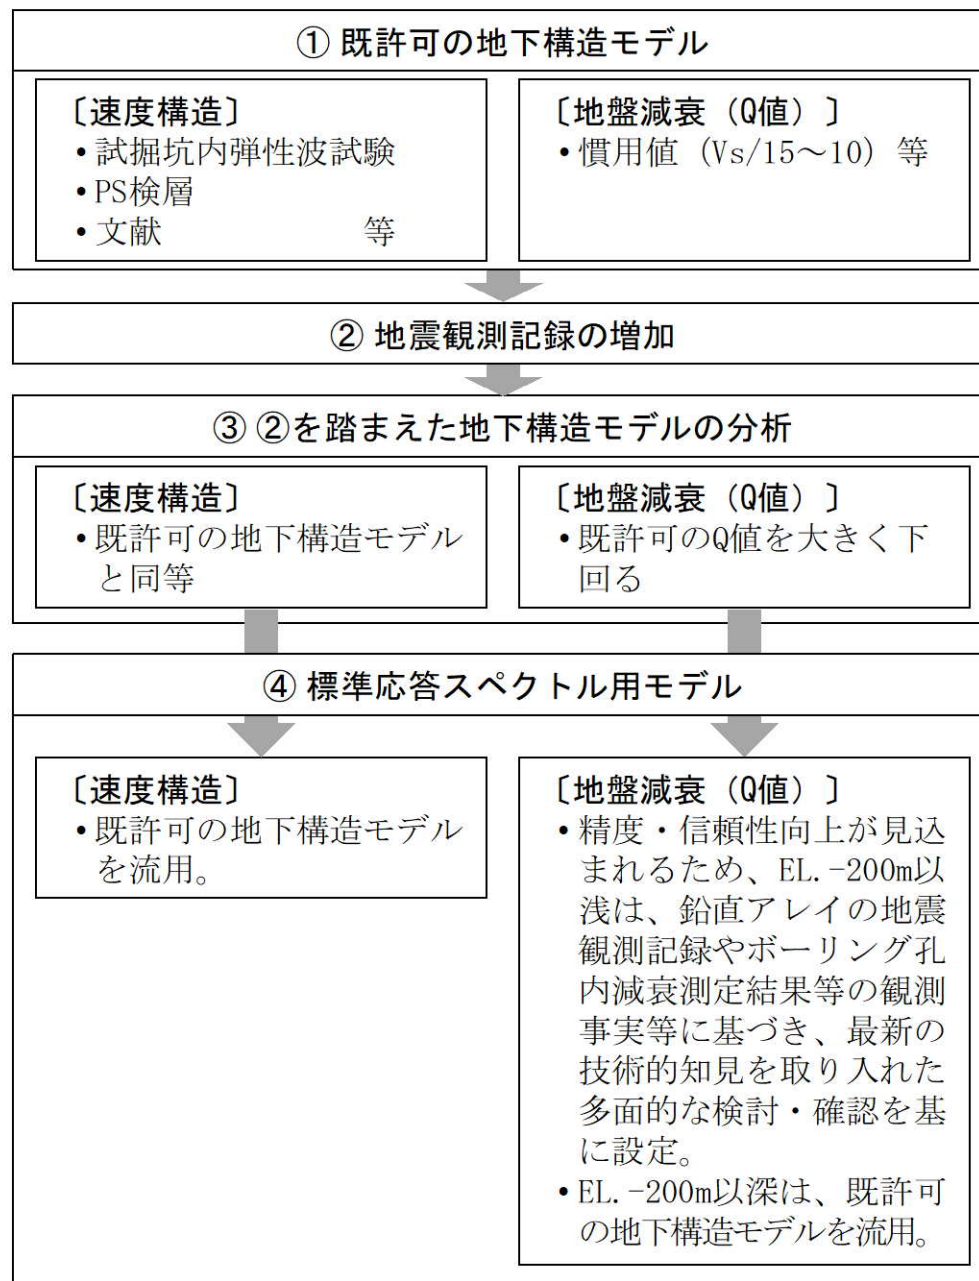 ① 既許可の地下構造モデル
〔速度構造〕
•試掘坑内弾性波試験
•PS検層
•文献　　　　　　等
〔地盤減衰（Q値）〕
•慣用値（Vs/15～10）等
② 地震観測記録の増加
③ ②を踏まえた地下構造モデルの分析
〔速度構造〕
•既許可の地下構造モデル
と同等
〔地盤減衰（Q値）〕
•既許可のQ値を大きく下
回る
④ 標準応答スペクトル用モデル
〔速度構造〕
•既許可の地下構造モデル
を流用。
〔地盤減衰（Q値）〕
•精度・信頼性向上が見込
まれるため、EL.-200m以
浅は、鉛直アレイの地震
観測記録やボーリング孔
内減衰測定結果等の観測
事実等に基づき、最新の
技術的知見を取り入れた
多面的な検討・確認を基
に設定。
•EL.-200m以深は、既許可
の地下構造モデルを流用。